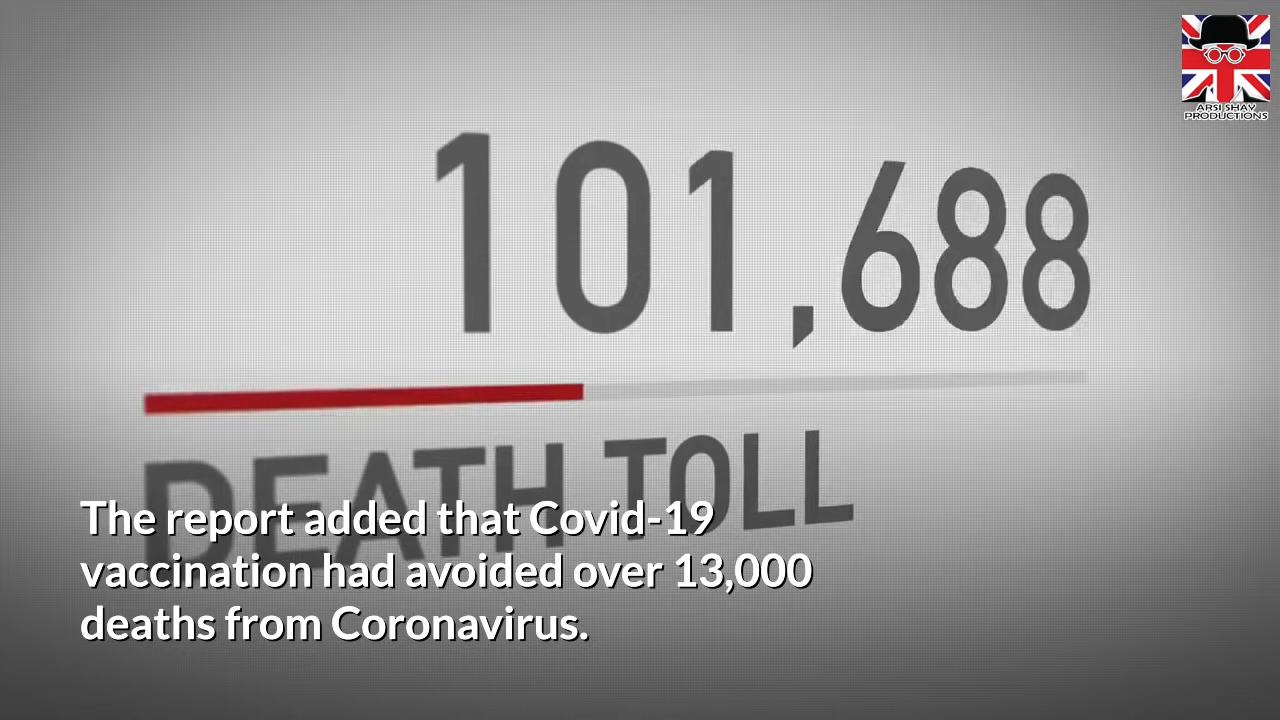 ARSI SHAY
PRODUCTIONS
101,688
DEATH TOLL
The report added that Covid-19
vaccination had avoided over 13,000
deaths from Coronavirus.